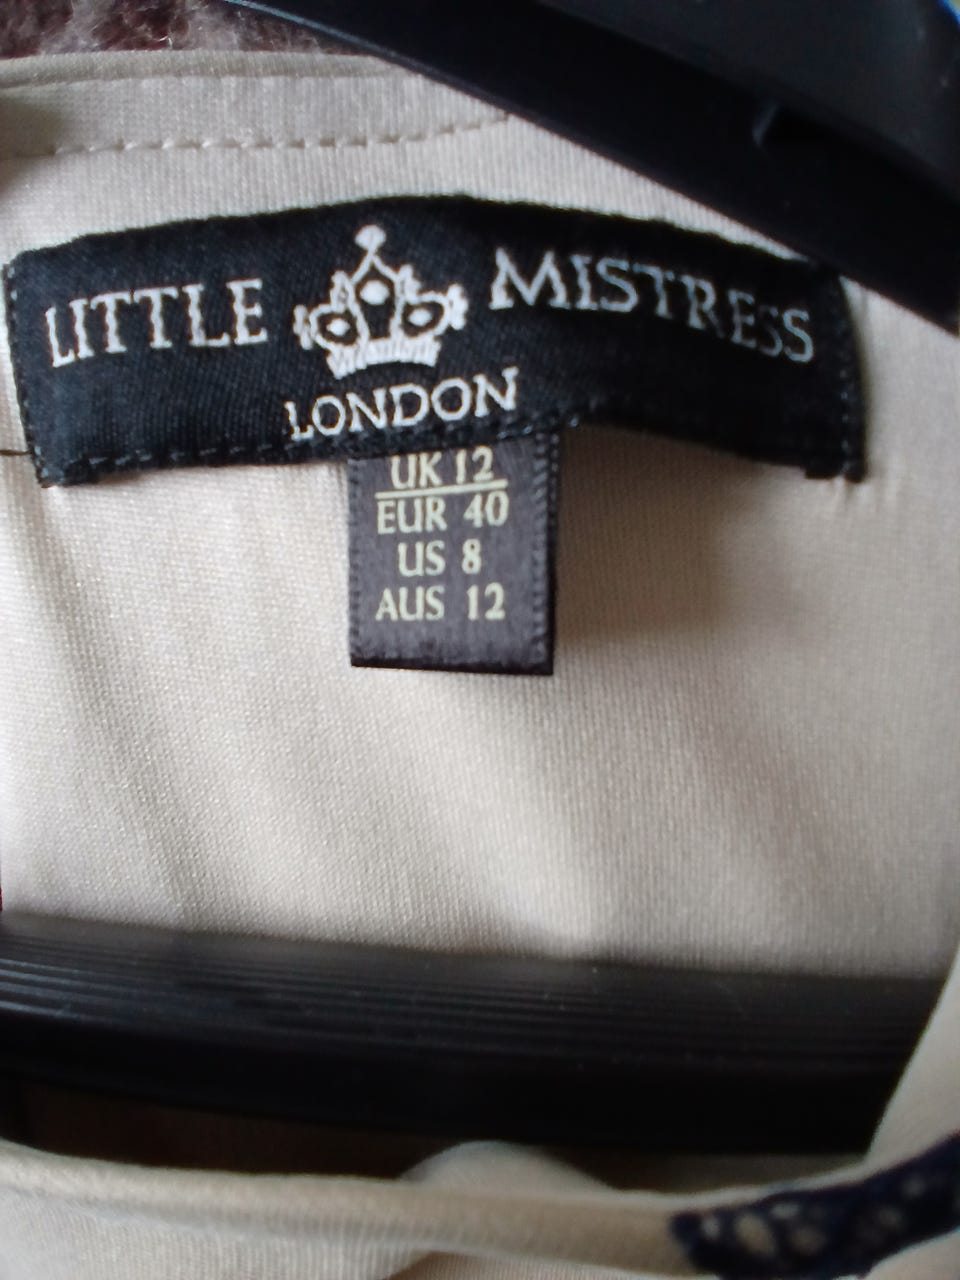 LITTLE MISTRESS
LONDON
UK 12
EUR 40
US 8
AUS 12